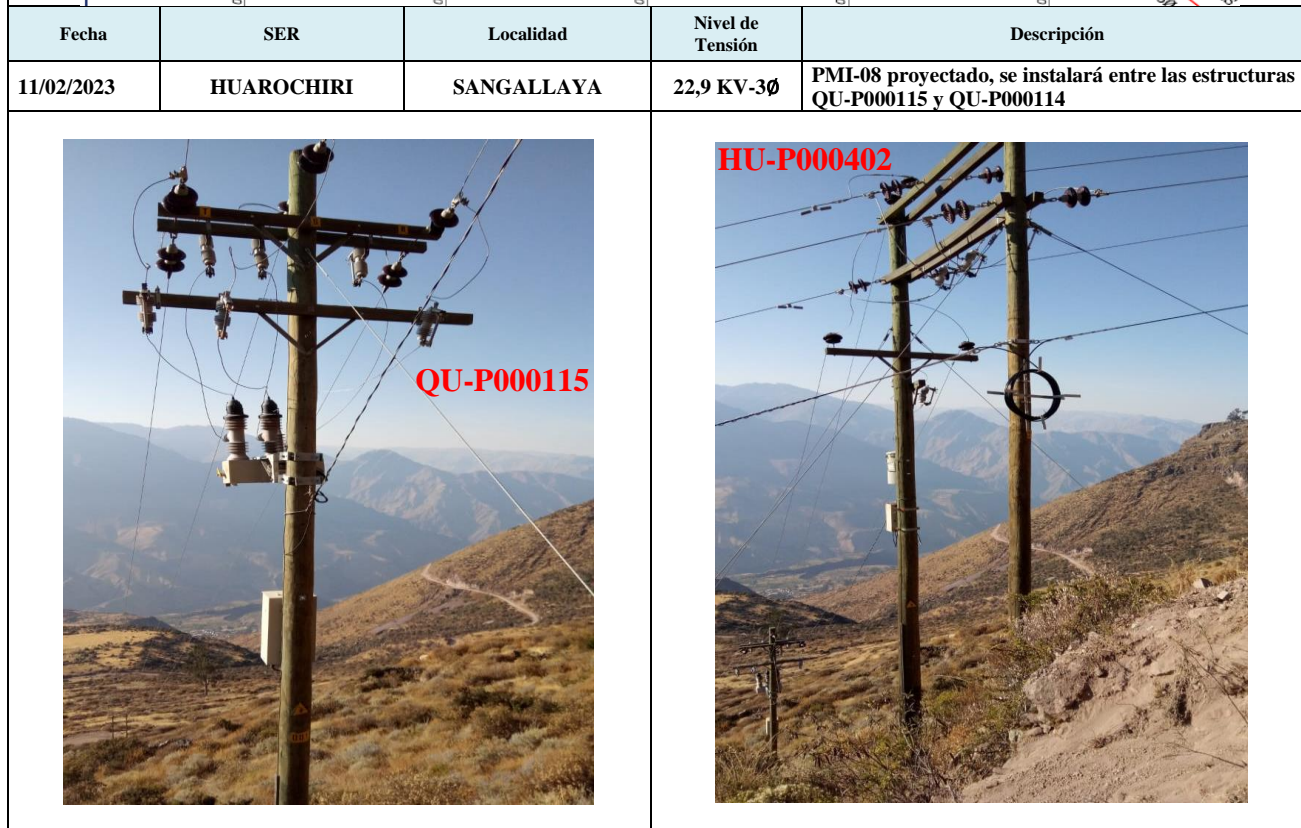 Fecha
SER
Localidad
Nivel de
Tensión
Descripción
11/02/2023
HUAROCHIRI
SANGALLAYA
22,9 KV-3Ø
PMI-08 proyectado, se instalará entre las estructuras
QU-P000115 y QU-P000114
QU-P000115
HU-P000402